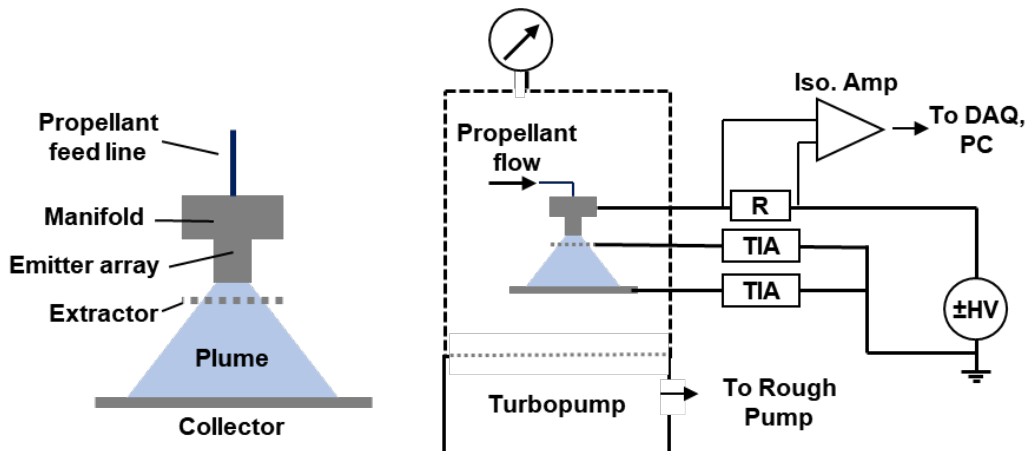 Propellant
feed line
Manifold
Emitter array
Extractor
Plume
Collector
Propellant
flow
Iso. Amp
To DAQ,
PC
R
TIA
TIA
±HV
Turbopump
To Rough
Pump